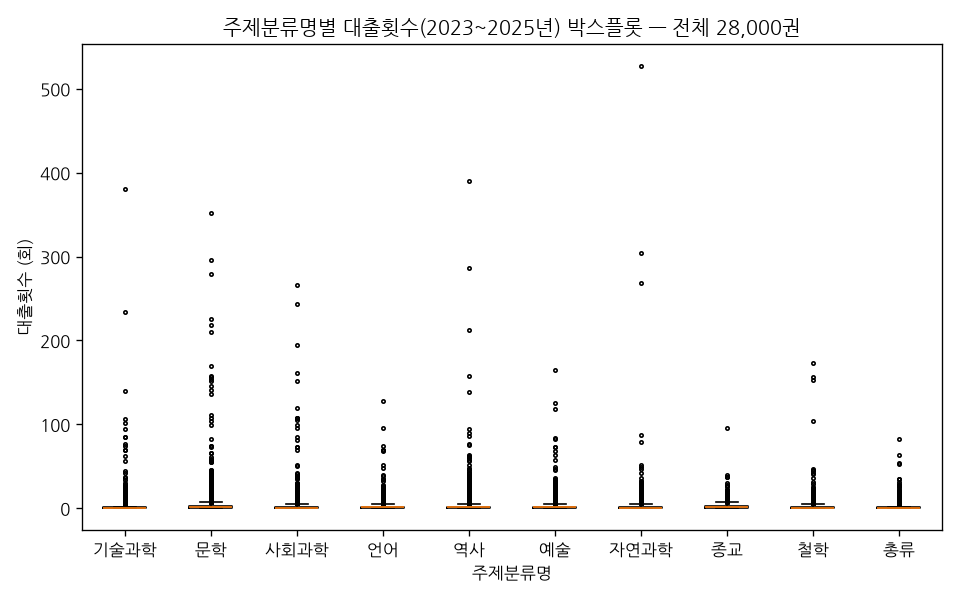 주제분류명별 대출횟수(2023~2025년) 박스플롯 — 전체 28,000권
대출횟수 (회)
500
400
300
200
100
0
기술과학 문학 사회과학 언어 역사 예술 자연과학 종교 철학 총류
주제분류명